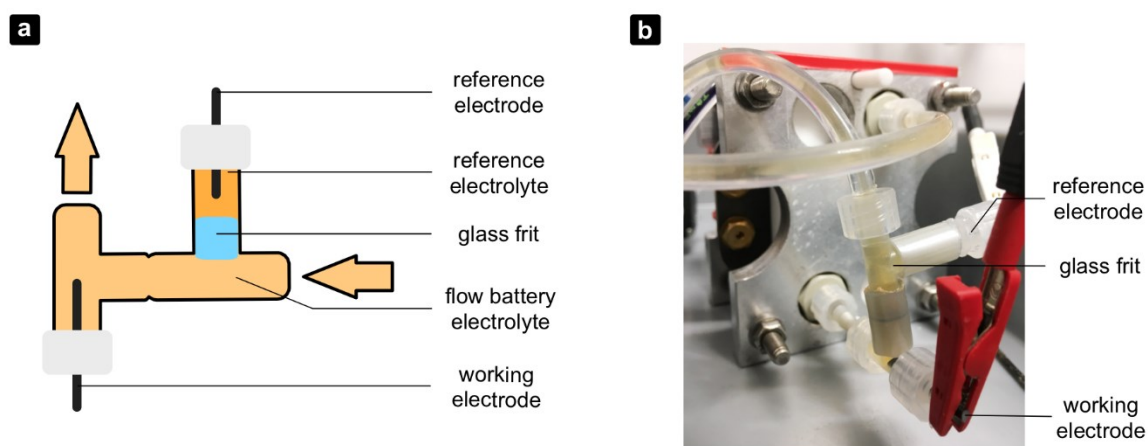 a
reference
electrode
reference
electrolyte
glass frit
flow battery
electrolyte
working
electrode
b
reference
electrode
glass frit
working
electrode